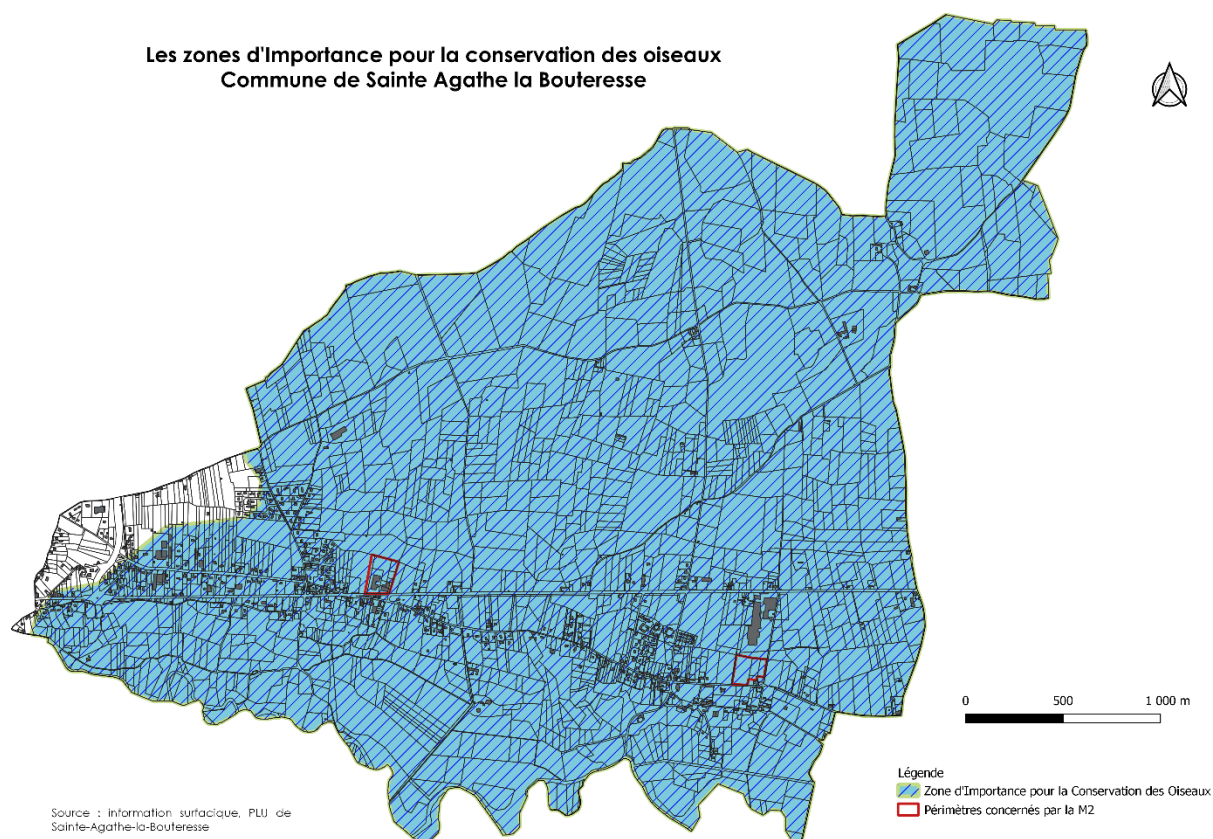 Les zones d'Importance pour la conservation des oiseaux
Commune de Sainte Agathe la Bouteresse
0 500 1 000 m
Légende
Zone d'Importance pour la Conservation des Oiseaux
Périmètres concernés par la M2
Source : information surfacique, PLU de
Sainte-Agathe-la-Bouteresse